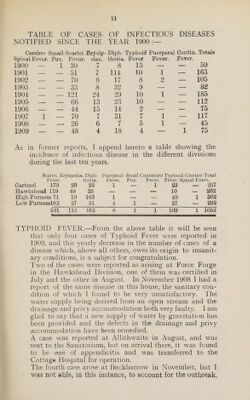 11
TABLE OF CASES OF INFECTIOUS DISEASES
NOTIFIED SINCE THE YEAR 1900:—
Cerebro Small Scarlet Erysip- Diph- Typhoid Puerperal Contin. Totals
Spinal Fever. Pox. Fever. elas. theria. Fever Fever. Fever.
1900 — 1 30 7 8 13 — — 59
1901 — — 51 7 114 10 1 — 183
1902 — — 70 8 17 8 2 — 105
1903 — — 33 8 32 9 — — 82
1904 — — 121 24 29 10 1 — 185
1905 — — 66 13 23 10 — — 112
1906 — — 44 15 14 2 — — 75
1907 1 — 70 7 31 7 1 — 117
1908 — — 26 6 7 5 1 — 45
1909 — — 48 4 18 4 — 1 75
As in former reports, I append hereto a table showing the
incidence of infectious disease in the different divisions
during the last ten years.
Scarlet Erysipelas. Diph- Puerperal Small Continued Typhoid Cerebro Total
Fever. theria. Fever. Pox. Fever. Fever. Spinal Fever.
Cartmel 179 29 23 1 — 1 23 — 257
Hawkshead 119 48 25 — — — 10 — 202
High Furness 71 19 163 1 — — 49 1 302
Low Furness 182 27 51 4 1 — 27 — 292
TYPHOID FEVER.—From the above table it will be seen
that only four cases of Typhoid Fever were reported in
1909, and this yearly decrease in the number of cases of a
disease which, above all others, owes its origin to insanit-
ary conditions, is a subject for congratulation.
Two of the cases were reported as arising at Force Forge
in the Hawkshead Division, one of them was certified in
July and the other in August. In November 1908 I had a
report of the same disease in this house, the sanitary con-
dition of which I found to be very unsatisfactory. The
water supply being derived from an open stream and the
drainage and privy accommodation both very faulty. I am
glad to say that a new supply of water by gravitation has
been provided and the defects in the drainage and privy
accommodation have been remedied.
A case was reported at Allithwaite in August, and was
sent to the Sanatorium, but on arrival there, it was found
to be one of appendicitis and was transferred to the
Cottage Hospital for operation.
The fourth case arose at Backbarrow in November, but I
was not able, in this instance, to account for the outbreak.